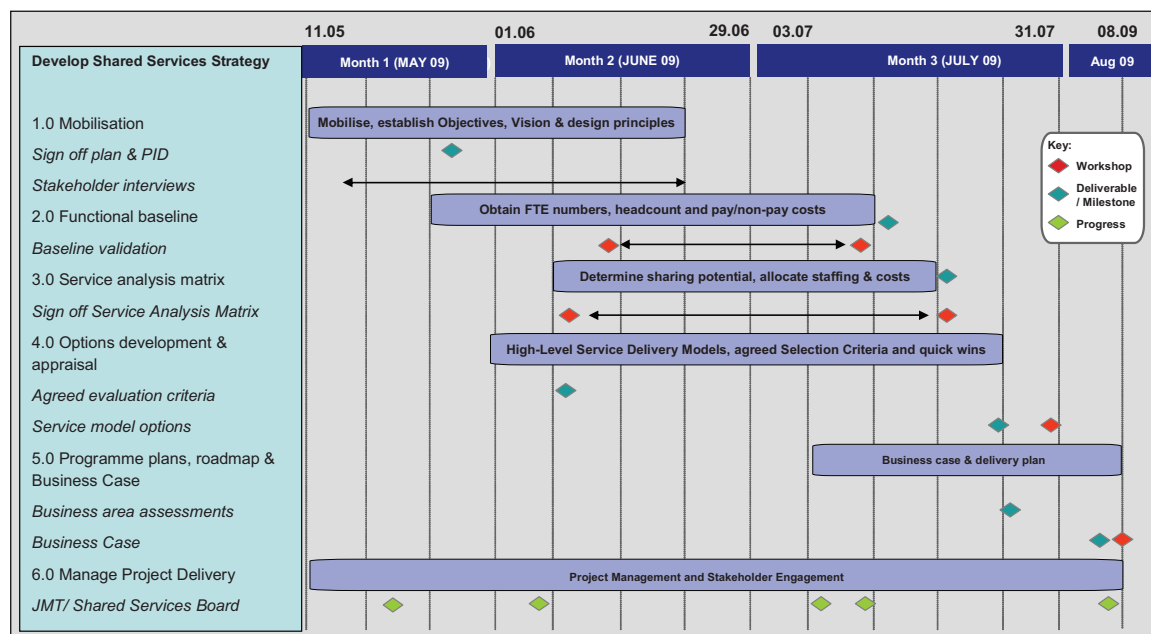 11.05
01.06
29.06
03.07
31.07
08.09
Develop Shared Services Strategy
Month 1 (MAY 09)
Month 2 (JUNE 09)
Month 3 (JULY 09)
Aug 09
1.0 Mobilisation
Mobilise, establish Objectives, Vision & design principles
Sign off plan & PID
Stakeholder interviews
2.0 Functional baseline
Obtain FTE numbers, headcount and pay/non-pay costs
Baseline validation
3.0 Service analysis matrix
Determine sharing potential, allocate staffing & costs
Sign off Service Analysis Matrix
4.0 Options development &
appraisal
High-Level Service Delivery Models, agreed Selection Criteria and quick wins
Agreed evaluation criteria
Service model options
5.0 Programme plans, roadmap &
Business Case
Business case & delivery plan
Business area assessments
Business Case
6.0 Manage Project Delivery
Project Management and Stakeholder Engagement
JMT/ Shared Services Board
Key:
Workshop
Deliverable
/ Milestone
Progress